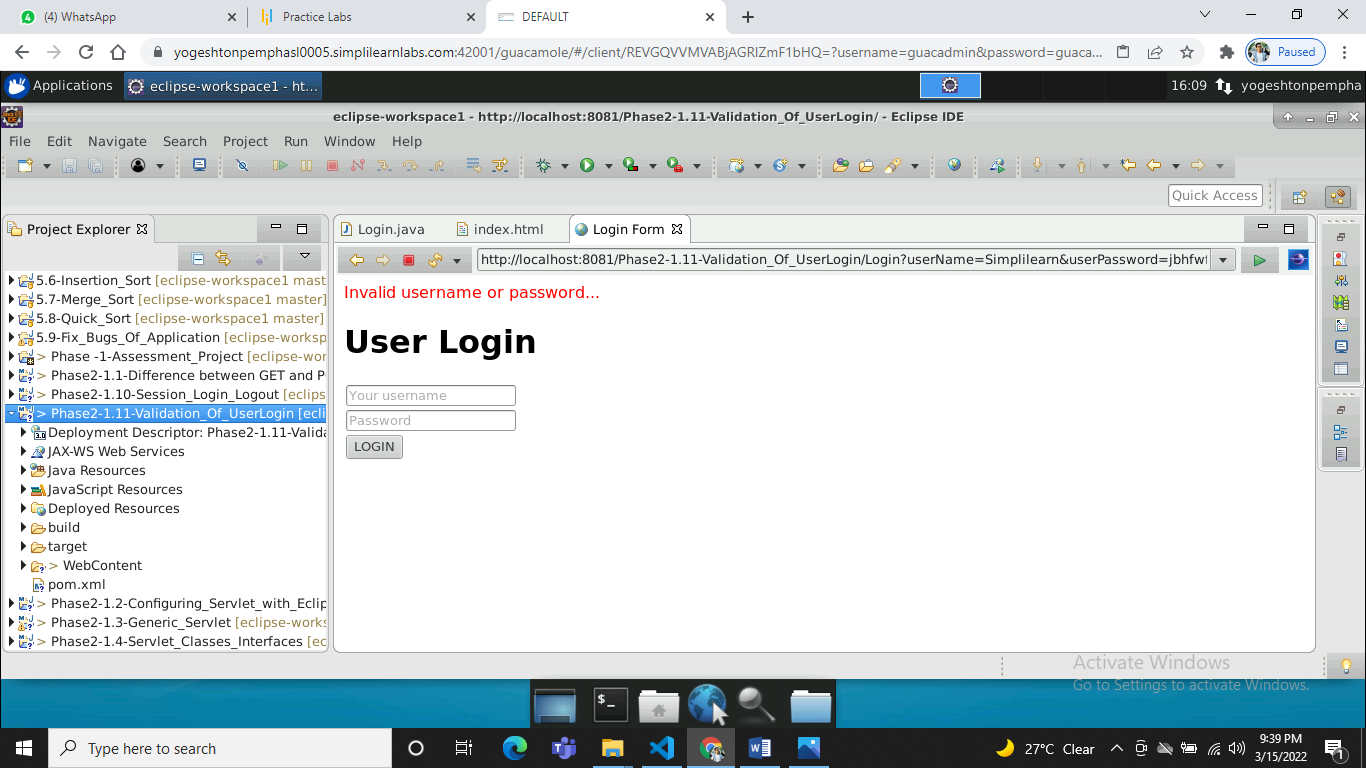 (4) WhatsApp
Practice Labs
DEFAULT
yogeshtonpemphasl0005.simplilearnlabs.com:42001/guacamole/#/client/REVGQVVMVABjAGRlZmF1bHQ=?username=guacadmin&password=guaca...
Paused
Applications
eclipse-workspace1 - ht...
16:09
yogeshtonpempha
eclipse-workspace1 - http://localhost:8081/Phase2-1.11-Validation_Of_UserLogin/ - Eclipse IDE
File Edit Navigate Search Project Run Window Help
Quick Access
Project Explorer
Login.java
index.html
Login Form
http://localhost:8081/Phase2-1.11-Validation_Of_UserLogin/Login?userName=Simplilearn&userPassword=jbhfwf
5.6-Insertion_Sort [eclipse-workspace1 mast
5.7-Merge_Sort [eclipse-workspace1 master]
5.8-Quick_Sort [eclipse-workspace1 master]
5.9-Fix_Bugs_Of_Application [eclipse-worksp
> Phase -1-Assessment_Project [eclipse-wor
> Phase2-1.1-Difference between GET and P
> Phase2-1.10-Session_Login_Logout [eclips
> Phase2-1.11-Validation_Of_UserLogin [ecli
Deployment Descriptor: Phase2-1.11-Valida
JAX-WS Web Services
Java Resources
JavaScript Resources
Deployed Resources
build
target
> WebContent
pom.xml
> Phase2-1.2-Configuring_Servlet_with_Eclip
> Phase2-1.3-Generic_Servlet [eclipse-works
> Phase2-1.4-Servlet_Classes_Interfaces [ec
Invalid username or password...
User Login
Your username
Password
LOGIN
Activate Windows
Go to Settings to activate Windows.
Type here to search
27°C Clear
9:39 PM
3/15/2022
1